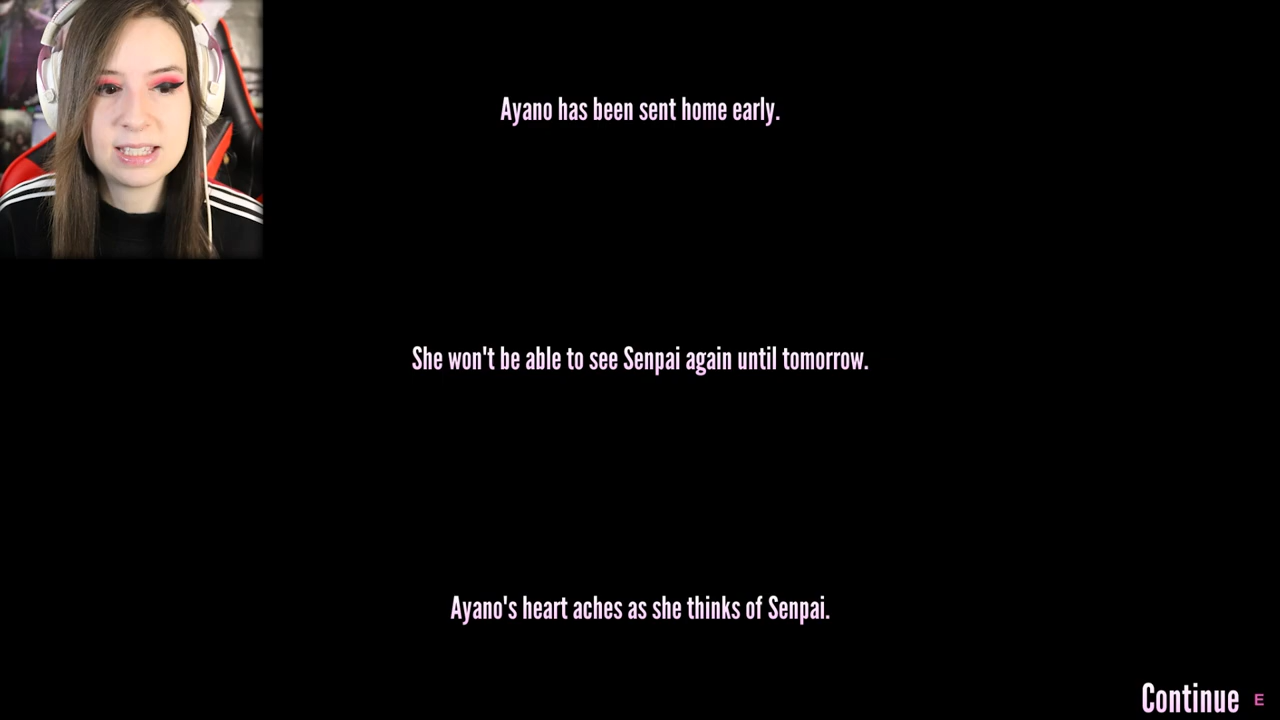 Ayano has been sent home early.
She won't be able to see Senpai again until tomorrow.
Ayano's heart aches as she thinks of Senpai.
Continue E